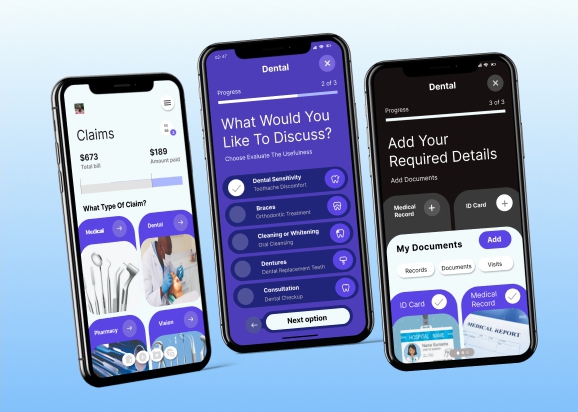 Claims
$673
Total bill
$189
Amount paid
What Type Of Claim?
Medical
Dental
Pharmacy
Vision
Dental
Progress
2 of 3
What Would You
Like To Discuss?
Choose Evaluate The Usefulness
Dental Sensitivity
Toothache Discomfort
Braces
Orthodontic Treatment
Cleaning or Whitening
Oral Cleansing
Dentures
Dental Replacement Teeth
Consultation
Dental Checkup
Next option
Dental
Progress
3 of 3
Add Your
Required Details
Add Documents
Medical
Record
ID Card
My Documents
Add
Records
Documents
Visits
ID Card
Medical
Record
HOSPITAL NAME
Name Surname
MEDICAL REPORT